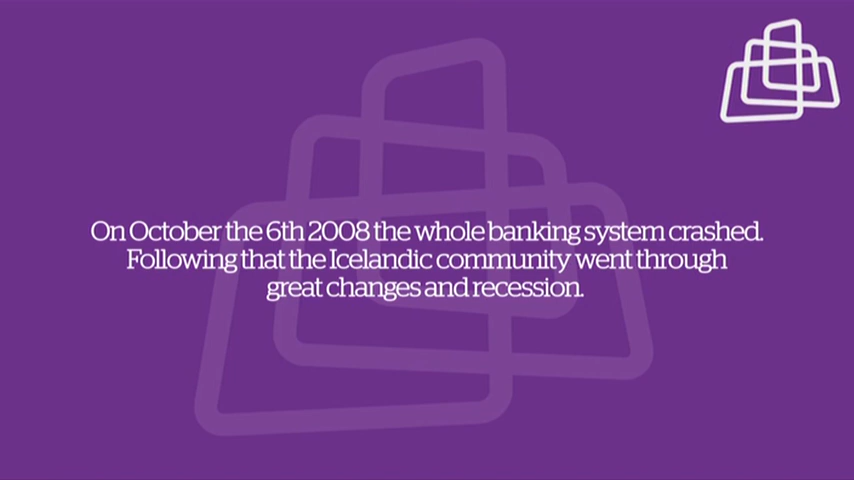 On October the 6th 2008 the whole banking system crashed.
Following that the Icelandic community went through
great changes and recession.